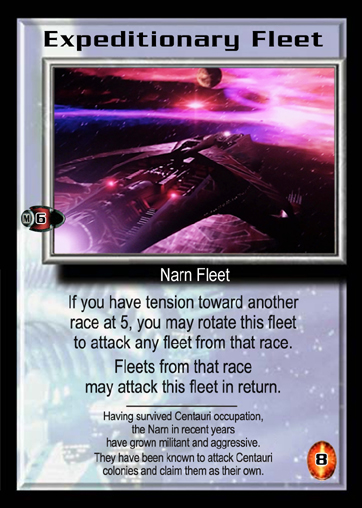 Expeditionary Fleet
M 6
Narn Fleet
If you have tension toward another
race at 5, you may rotate this fleet
to attack any fleet from that race.
Fleets from that race
may attack this fleet in return.
Having survived Centauri occupation,
the Narn in recent years
have grown militant and aggressive.
They have been known to attack Centauri
colonies and claim them as their own.
8